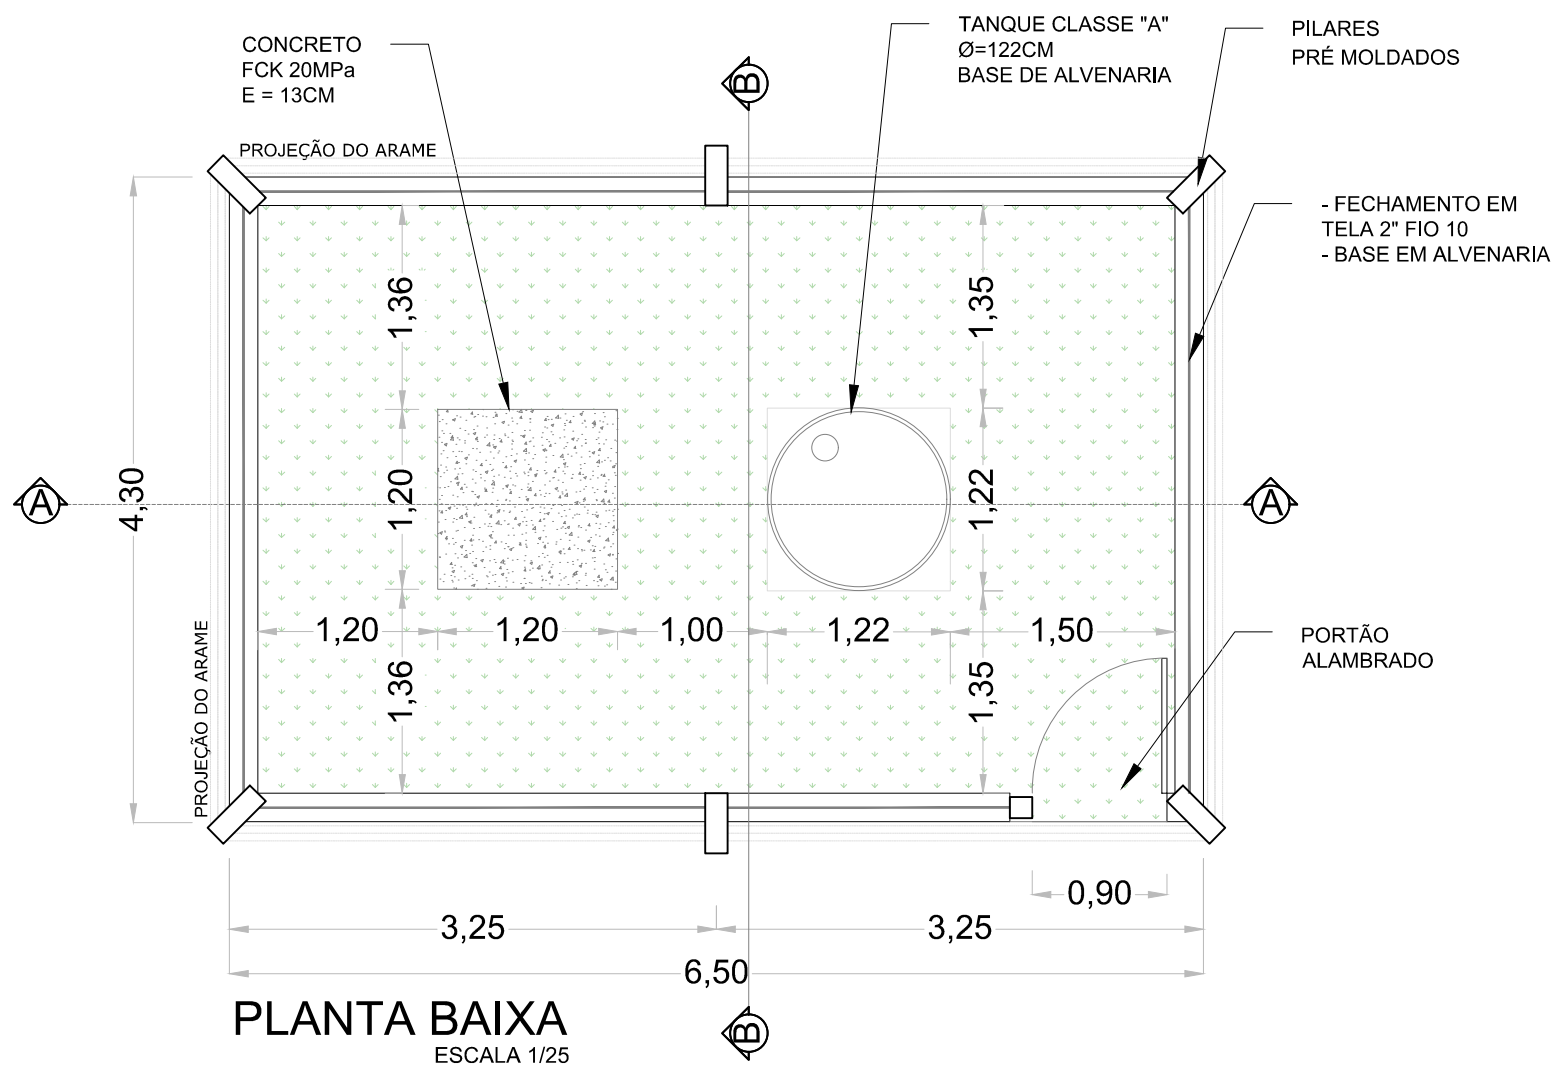 CONCRETO
FCK 20MPa
E = 13CM
B
TANQUE CLASSE "A"
Ø=122CM
BASE DE ALVENARIA
PILARES
PRÉ MOLDADOS
PROJEÇÃO DO ARAME
- FECHAMENTO EM
TELA 2" FIO 10
- BASE EM ALVENARIA
1,36
1,35
4,30
A
1,20
1,22
A
1,20
1,20
1,00
1,22
1,50
PROJEÇÃO DO ARAME
1,36
1,35
PORTÃO
ALAMBRADO
0,90
3,25
3,25
6,50
PLANTA BAIXA
ESCALA 1/25
B